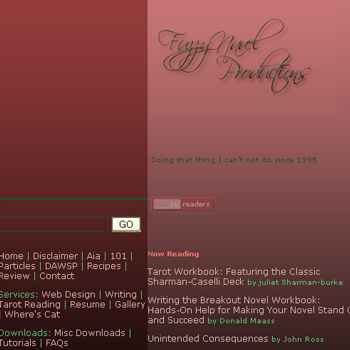 Fuzzy Navel
Productions
Doing that thing I can't not do since 1995
16 readers
GO
Now Reading
Home | Disclaimer | Aia | 101 |
Particles | DAWSP | Recipes |
Review | Contact
Tarot Workbook: Featuring the Classic
Sharman-Caselli Deck by Juliet Sharman-burke
Services: Web Design | Writing |
Tarot Reading | Resume | Gallery
| Where's Cat
Writing the Breakout Novel Workbook:
Hands-On Help for Making Your Novel Stand O
and Succeed by Donald Maass
Downloads: Misc Downloads |
Tutorials | FAQs
Unintended Consequences by John Ross